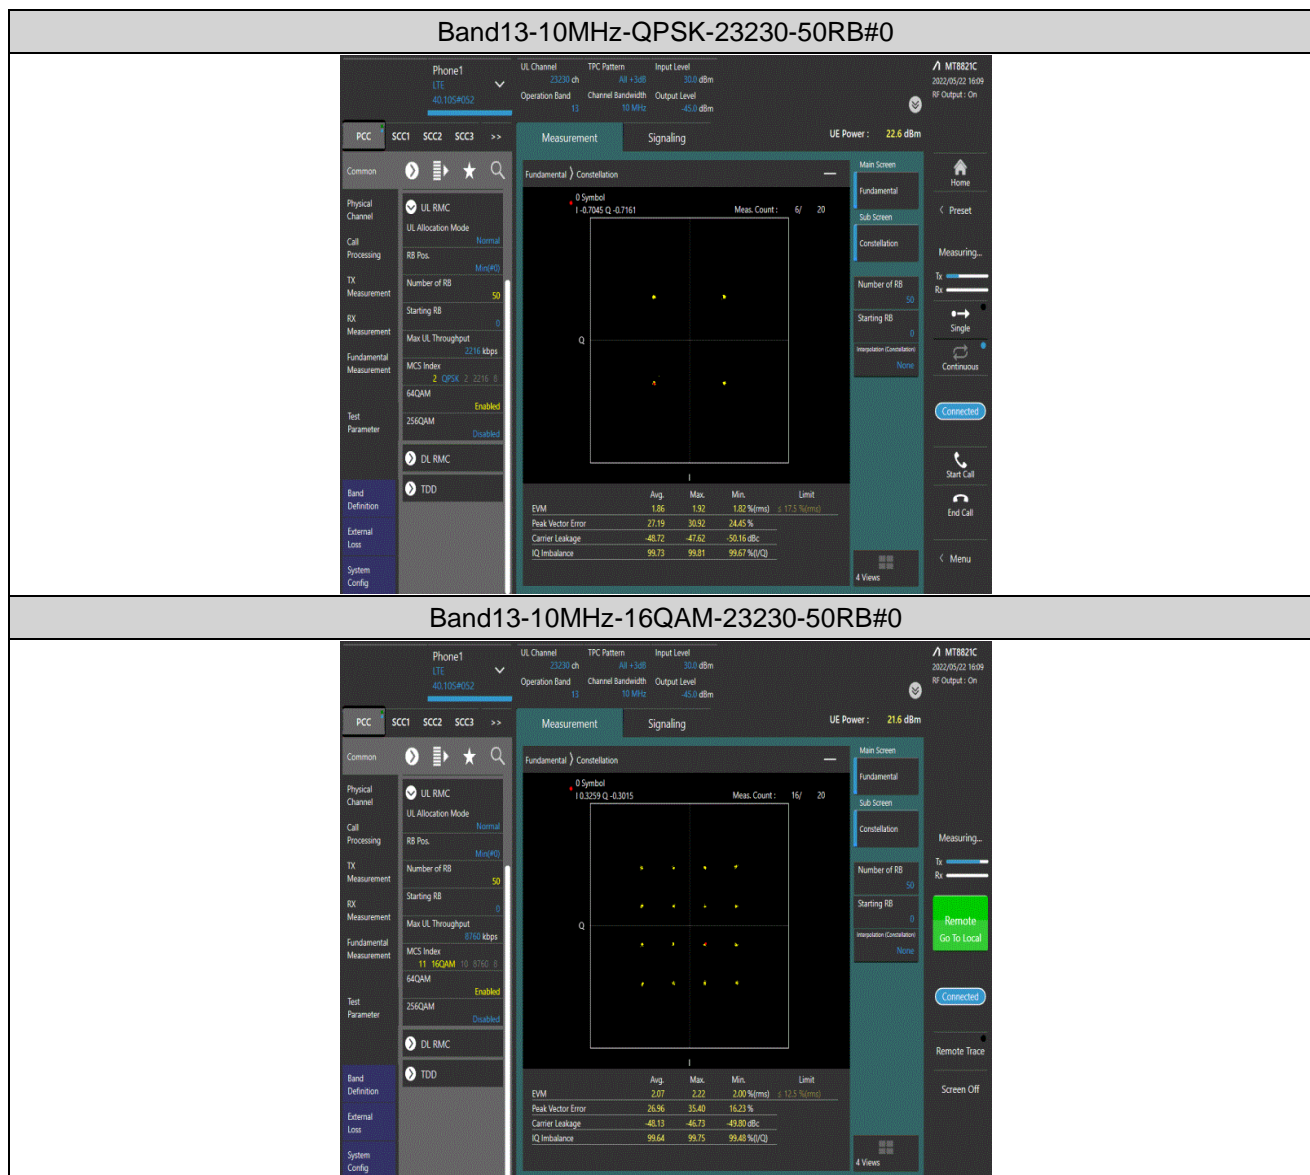 Band13-10MHz-QPSK-23230-50RB#0
Phone1
LTE
40.105#052
UL Channel TPC Pattern Input Level
23230 ch All +3dB 30.0 dBm
Operation Band Channel Bandwidth Output Level
13 10 MHz -45.0 dBm
MT8821C
2022/05/22 16:09
RF Output : On
PCC SCC1 SCC2 SCC3 >>
Measurement Signaling
UE Power : 22.6 dBm
Common
Physical Channel
Call Processing
TX Measurement
RX Measurement
Fundamental Measurement
Test Parameter
Band Definition
External Loss
System Config
UL RMC
UL Allocation Mode
Normal
RB Pos.
Min(#0)
Number of RB
50
Starting RB
0
Max UL Throughput
2216 kbps
MCS Index
2 QPSK 2 2216 8
64QAM
Enabled
256QAM
Disabled
DL RMC
TDD
Fundamental 〉 Constellation
0 Symbol
I -0.7045 Q -0.7161 Meas. Count : 6/ 20
Q
I
Avg. Max. Min. Limit
EVM 1.86 1.92 1.82 %(rms) ≤ 17.5 %(rms)
Peak Vector Error 27.19 30.92 24.45 %
Carrier Leakage -48.72 -47.62 -50.16 dBc
IQ Imbalance 99.73 99.81 99.67 %(I/Q)
Main Screen
Fundamental
Sub Screen
Constellation
Number of RB
50
Starting RB
0
Interpolation (Constellation)
None
4 Views
Home
Preset
Measuring...
Tx
Rx
Single
Continuous
Connected
Start Call
End Call
Menu
Band13-10MHz-16QAM-23230-50RB#0
Phone1
LTE
40.105#052
UL Channel TPC Pattern Input Level
23230 ch All +3dB 30.0 dBm
Operation Band Channel Bandwidth Output Level
13 10 MHz -45.0 dBm
MT8821C
2022/05/22 16:09
RF Output : On
PCC SCC1 SCC2 SCC3 >>
Measurement Signaling
UE Power : 21.6 dBm
Common
Physical Channel
Call Processing
TX Measurement
RX Measurement
Fundamental Measurement
Test Parameter
Band Definition
External Loss
System Config
UL RMC
UL Allocation Mode
Normal
RB Pos.
Min(#0)
Number of RB
50
Starting RB
0
Max UL Throughput
8760 kbps
MCS Index
11 16QAM 10 8760 8
64QAM
Enabled
256QAM
Disabled
DL RMC
TDD
Fundamental 〉 Constellation
0 Symbol
I 0.3259 Q -0.3015 Meas. Count : 16/ 20
Q
I
Avg. Max. Min. Limit
EVM 2.07 2.22 2.00 %(rms) ≤ 12.5 %(rms)
Peak Vector Error 26.96 35.40 16.23 %
Carrier Leakage -48.13 -46.73 -49.80 dBc
IQ Imbalance 99.64 99.75 99.48 %(I/Q)
Main Screen
Fundamental
Sub Screen
Constellation
Number of RB
50
Starting RB
0
Interpolation (Constellation)
None
4 Views
Measuring...
Tx
Rx
Remote
Go To Local
Connected
Remote Trace
Screen Off